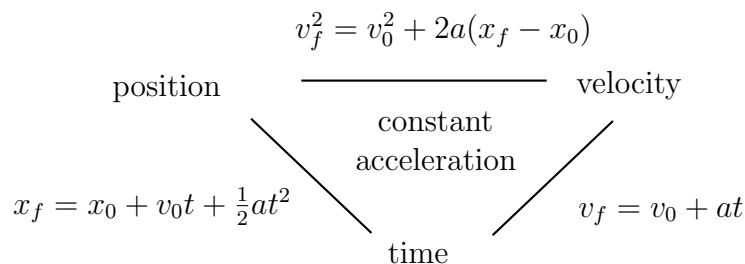 v_f^2 = v_0^2 + 2a(x_f − x_0)
position
velocity
constant
acceleration
x_f = x_0 + v_0t + ½at^2
v_f = v_0 + at
time